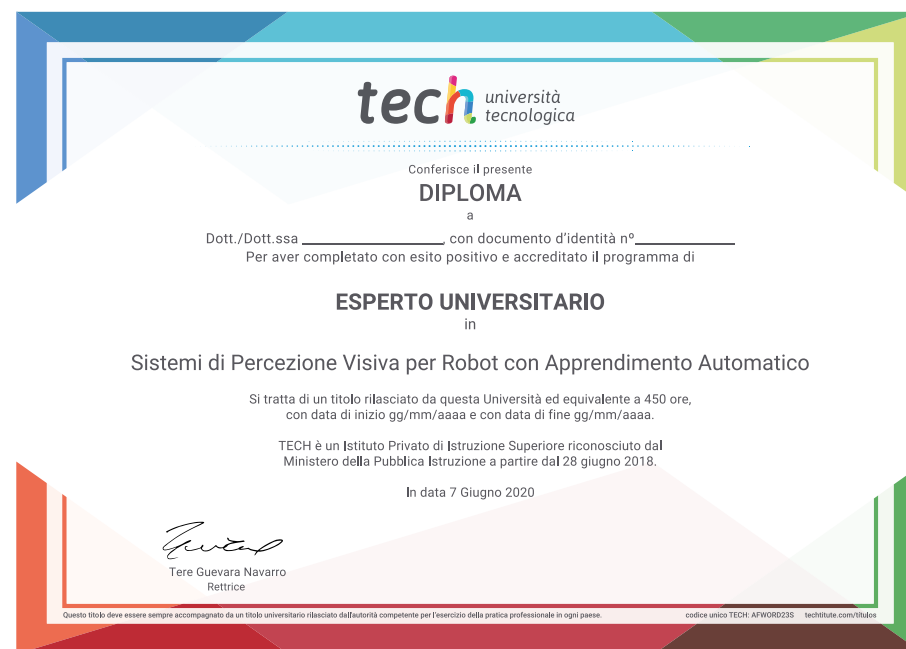 tech università
tecnologica
Conferisce il presente
DIPLOMA
a
Dott./Dott.ssa ________________, con documento d'identità nº____________
Per aver completato con esito positivo e accreditato il programma di
ESPERTO UNIVERSITARIO
in
Sistemi di Percezione Visiva per Robot con Apprendimento Automatico
Si tratta di un titolo rilasciato da questa Università ed equivalente a 450 ore,
con data di inizio gg/mm/aaaa e con data di fine gg/mm/aaaa.
TECH è un Istituto Privato di Istruzione Superiore riconosciuto dal
Ministero della Pubblica Istruzione a partire dal 28 giugno 2018.
In data 7 Giugno 2020
Tere Guevara Navarro
Rettrice
Questo titolo deve essere sempre accompagnato da un titolo universitario rilasciato dall'autorità competente per l'esercizio della pratica professionale in ogni paese. codice unico TECH: AFWORD23S techtitute.com/titulos